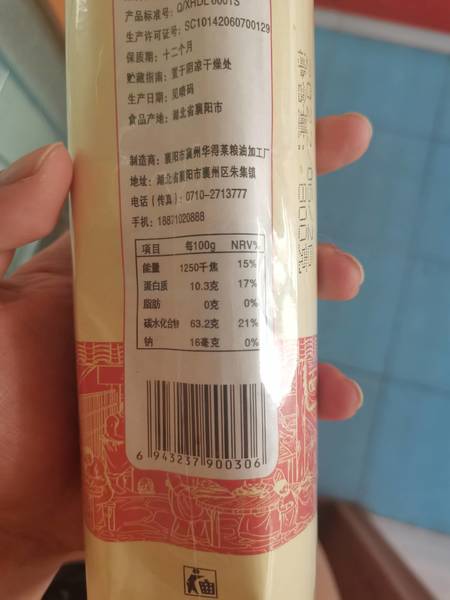 产品标准号: Q/XHDL 0001S
生产许可证号: SC10142060700129
保质期: 十二个月
贮藏指南: 置于阴凉干燥处
生产日期: 见喷码
食品产地: 湖北省襄阳市
制造商: 襄阳市襄州华得莱粮油加工厂
地址: 湖北省襄阳市襄州区朱集镇
电话（传真）: 0710-2713777
手机: 18871020888
项目 每100g NRV%
能量 1250千焦 15%
蛋白质 10.3克 17%
脂肪 0克 0%
碳水化合物 63.2克 21%
钠 16毫克 0%
6 943237 900306